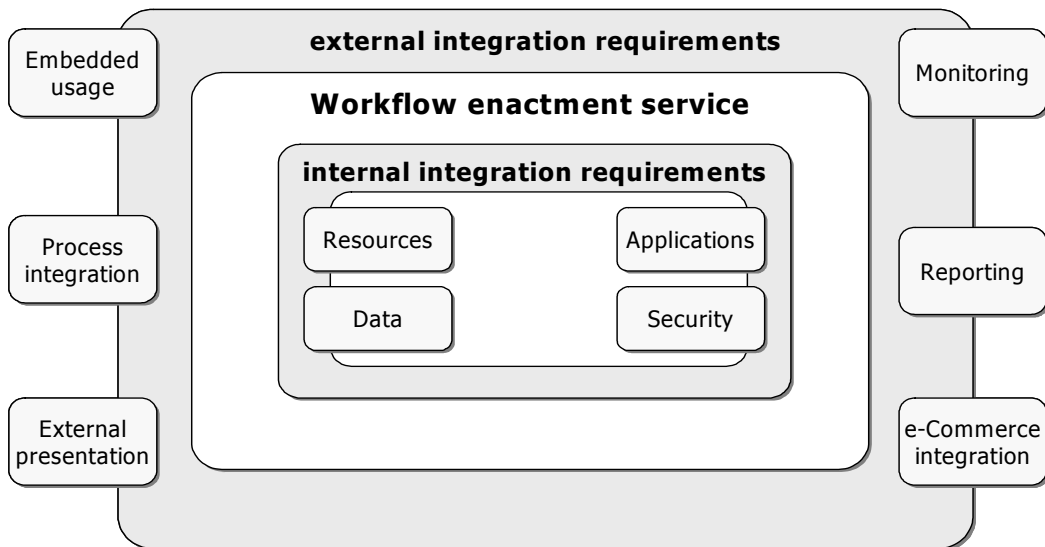 external integration requirements
Workflow enactment service
internal integration requirements
Embedded
usage
Process
integration
External
presentation
Resources
Data
Applications
Security
Monitoring
Reporting
e-Commerce
integration